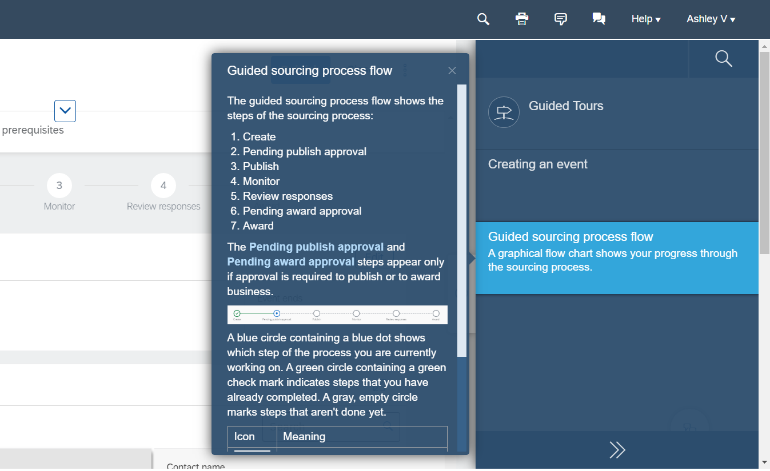 Help
Ashley V
prerequisites
3
4
Monitor
Review responses
Contact name
Guided sourcing process flow
The guided sourcing process flow shows the
steps of the sourcing process:
1. Create
2. Pending publish approval
3. Publish
4. Monitor
5. Review responses
6. Pending award approval
7. Award
The Pending publish approval and
Pending award approval steps appear only
if approval is required to publish or to award
business.
A blue circle containing a blue dot shows
which step of the process you are currently
working on. A green circle containing a green
check mark indicates steps that you have
already completed. A gray, empty circle
marks steps that aren't done yet.
Icon Meaning
Guided Tours
Creating an event
Guided sourcing process flow
A graphical flow chart shows your progress through
the sourcing process.